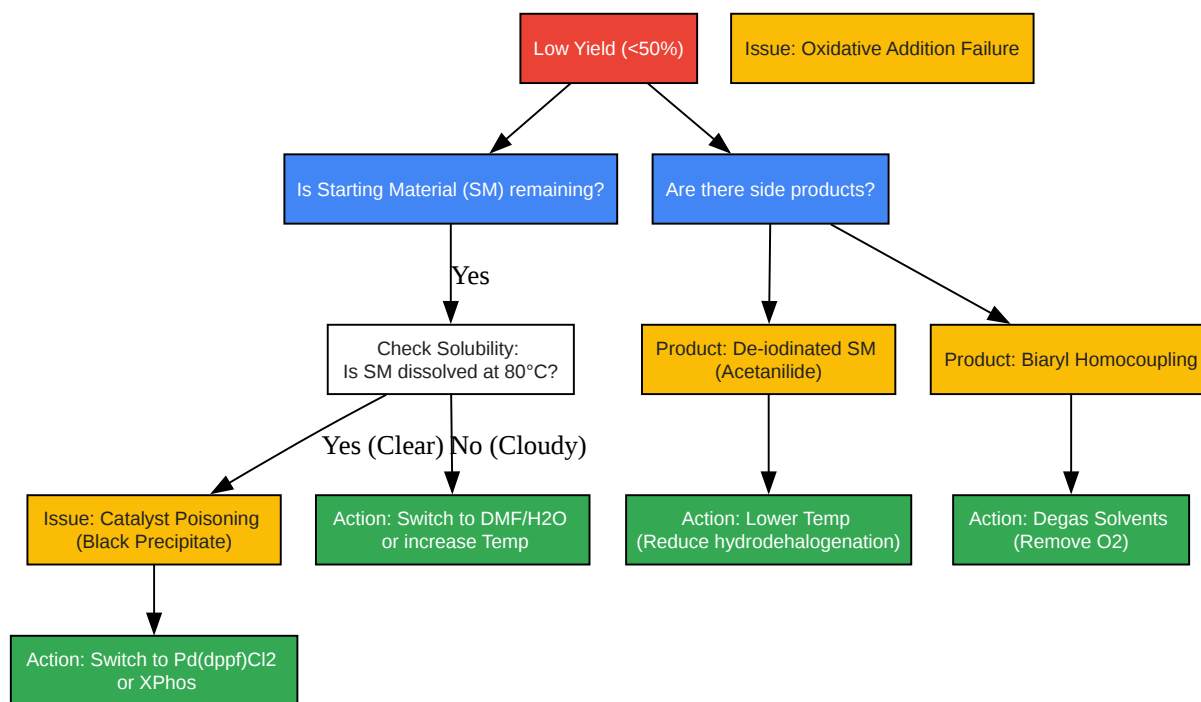 Low Yield (<50%)
Issue: Oxidative Addition Failure
Is Starting Material (SM) remaining?
Are there side products?
Yes
Check Solubility:
Is SM dissolved at 80°C?
Product: De-iodinated SM
(Acetanilide)
Product: Biaryl Homocoupling
Yes (Clear)
No (Cloudy)
Issue: Catalyst Poisoning
(Black Precipitate)
Action: Switch to DMF/H2O
or increase Temp
Action: Lower Temp
(Reduce hydrodehalogenation)
Action: Degas Solvents
(Remove O2)
Action: Switch to Pd(dppf)Cl2
or XPhos